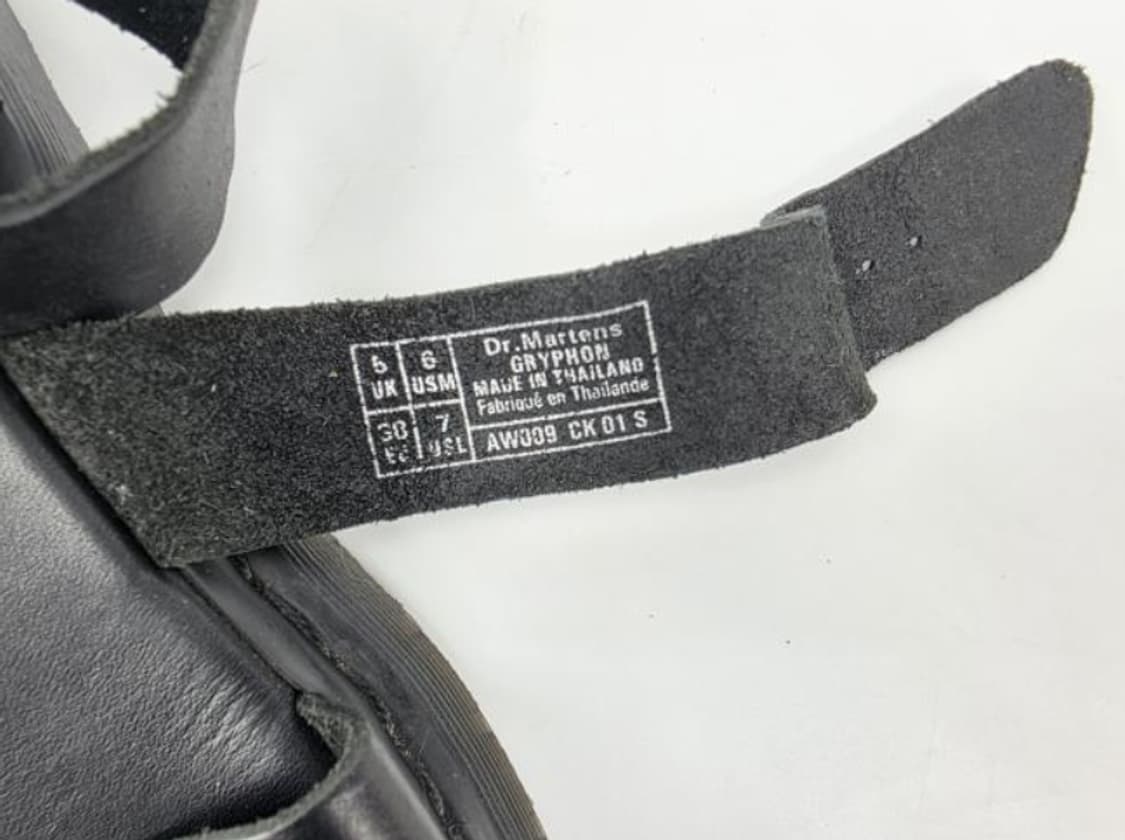 5 6
UK USM
38 7
EU USL
Dr.Martens
GRYPHON
MADE IN THAILAND
Fabriqué en Thaïlande
AW009 CK 01 S